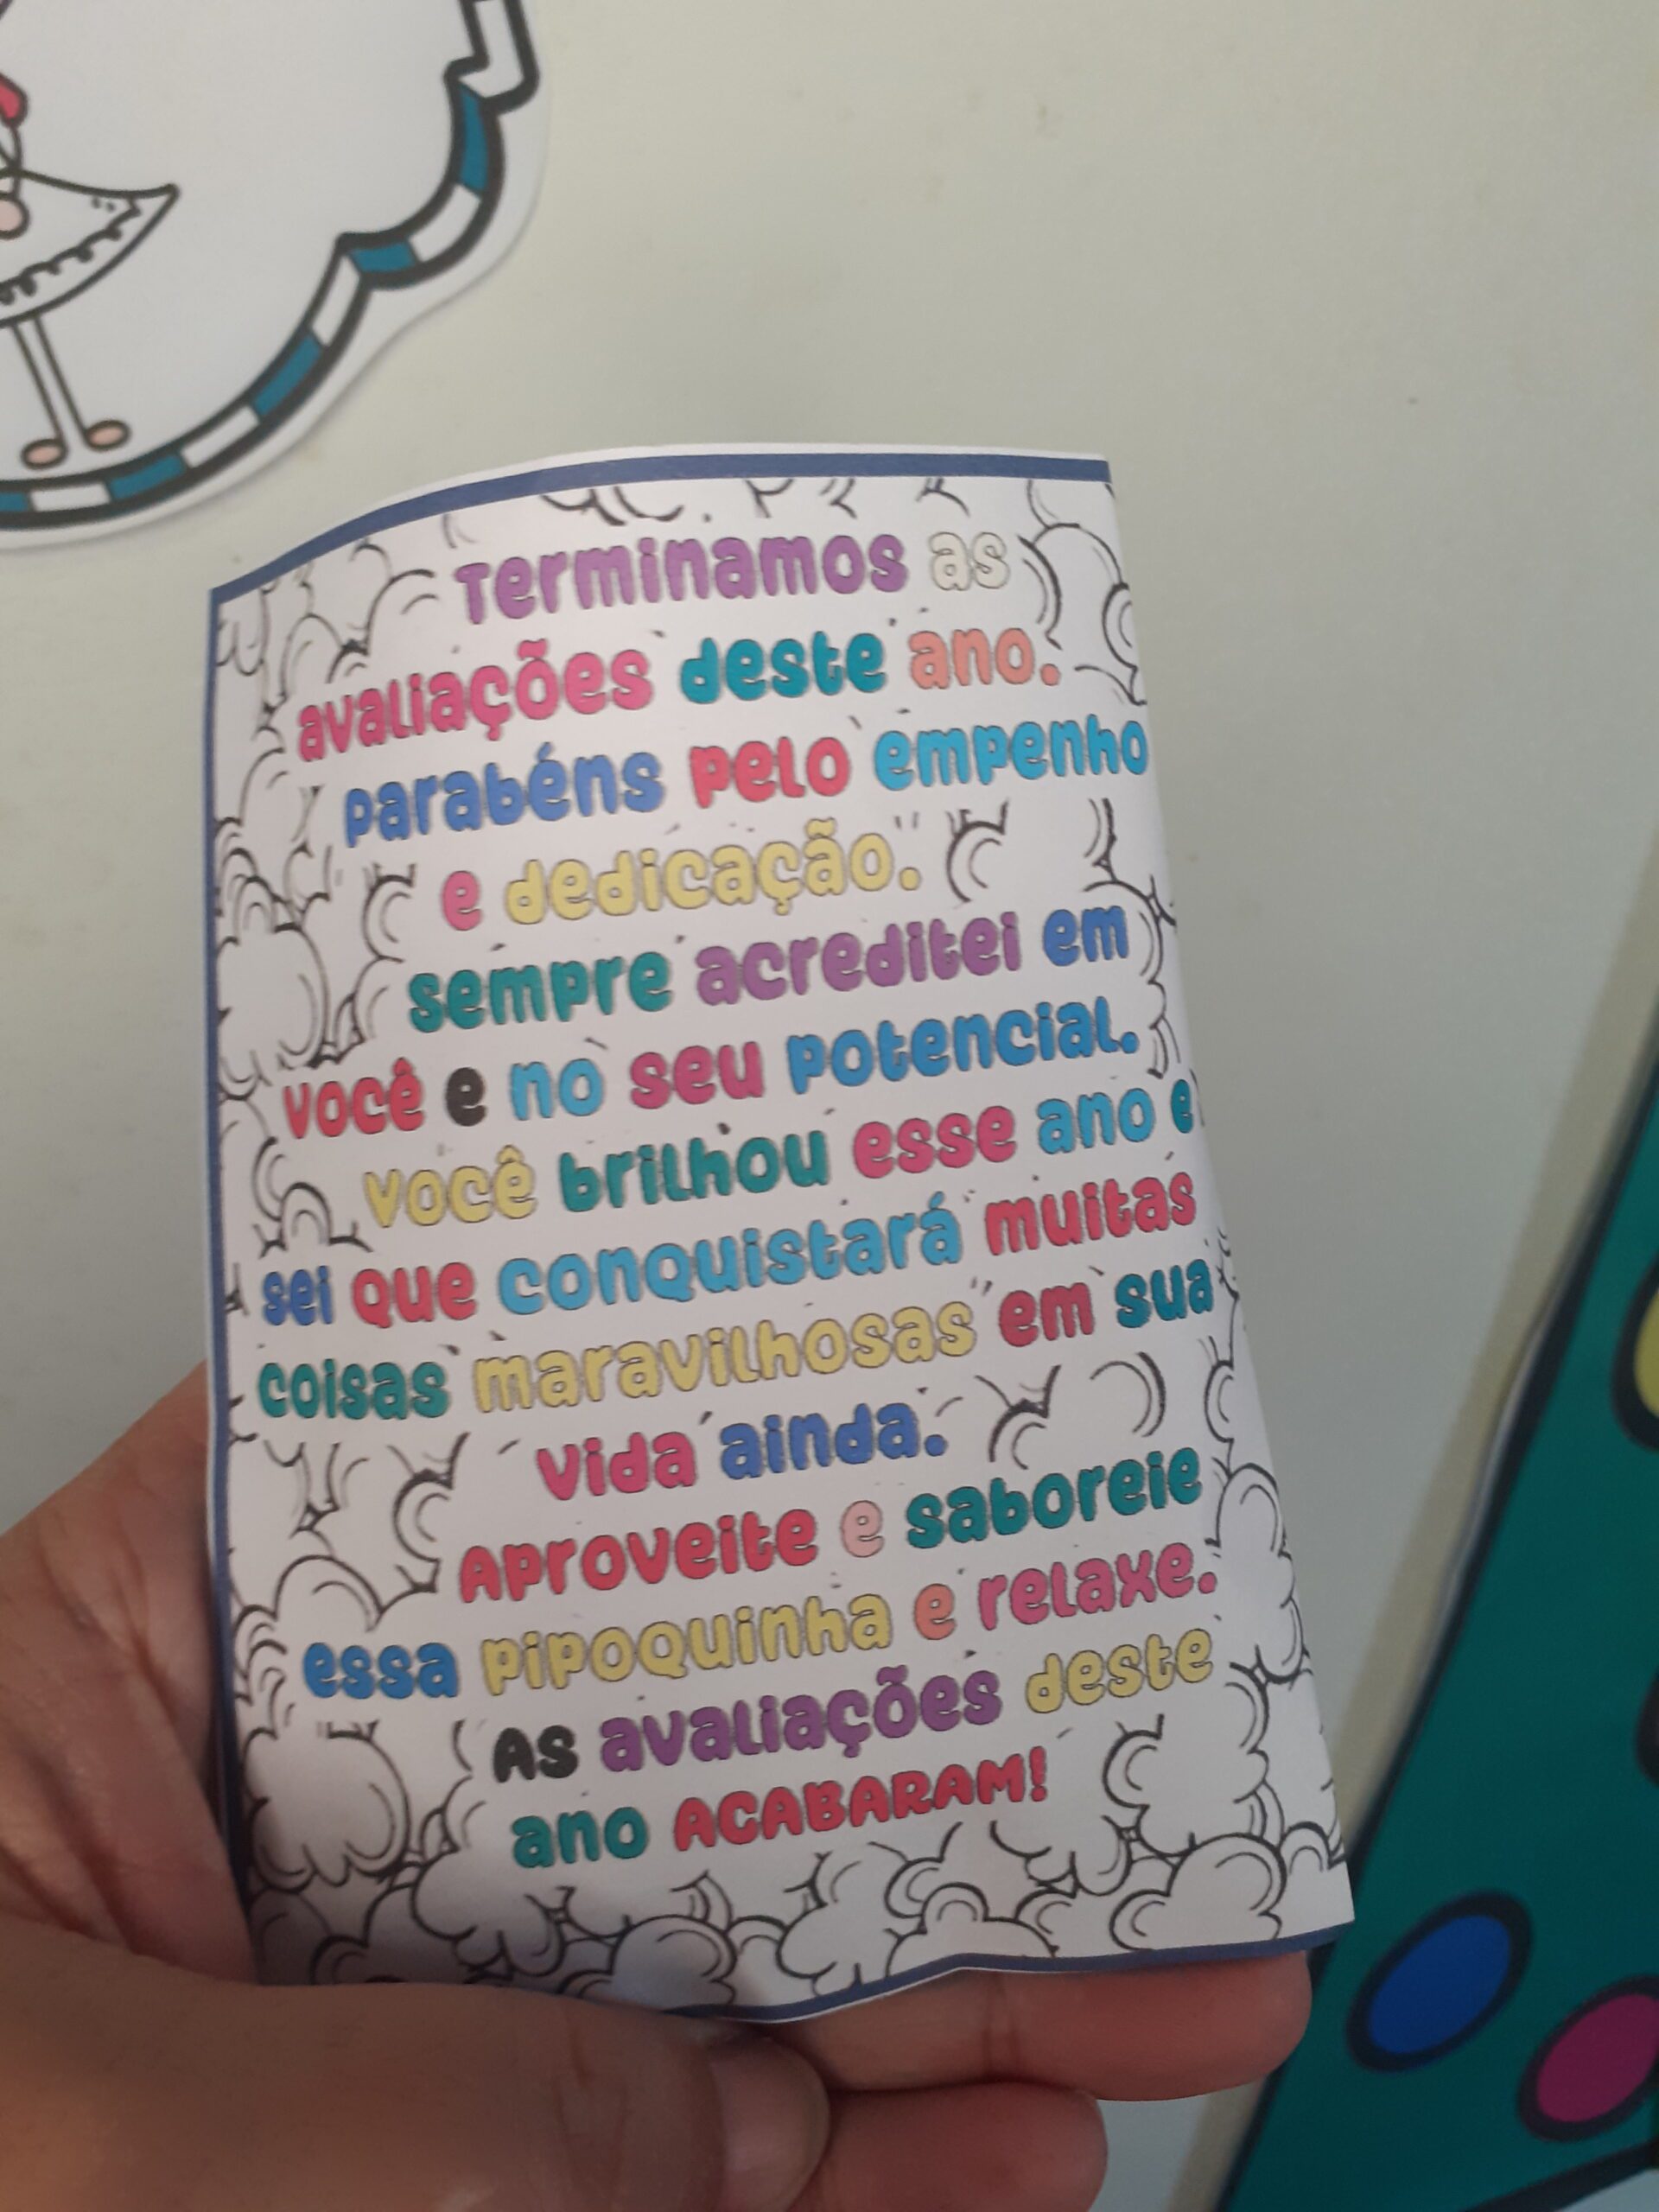 Terminamos as
avaliações deste ano.
parabéns pelo empenho
e dedicação.
sempre acreditei em
você e no seu potencial.
você brilhou esse ano e
sei que conquistará muitas
coisas maravilhosas em sua
vida ainda.
Aproveite e saboreie
essa pipoquinha e relaxe.
As avaliações deste
ano ACABARAM!